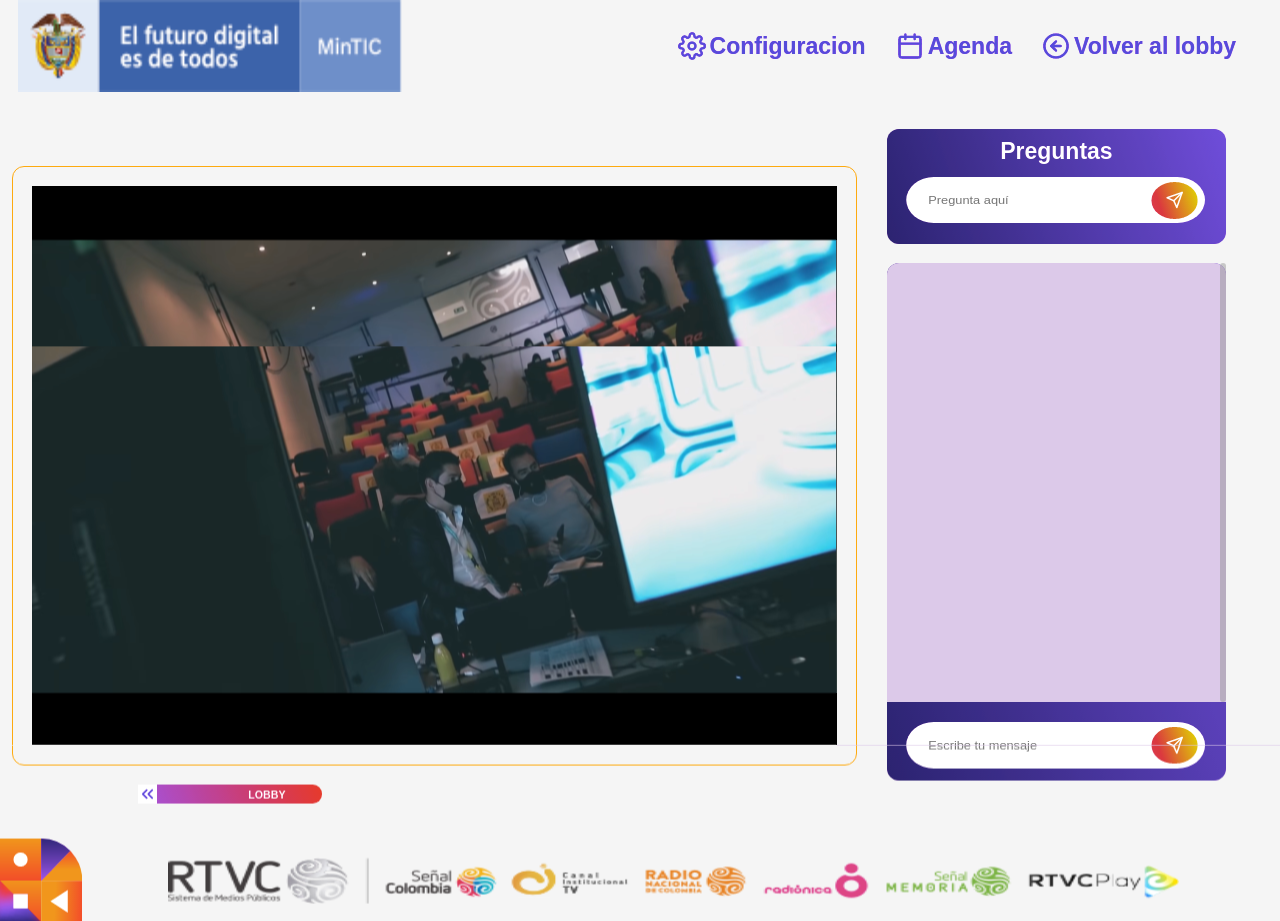 El futuro digital
es de todos
MinTIC
Configuracion
Agenda
Volver al lobby
Preguntas
Pregunta aquí
Escribe tu mensaje
LOBBY
RTVC
Sistema de Medios Públicos
Señal
Colombia
Canal
Institucional
TV
RADIO
NACIONAL
DE COLOMBIA
radiónica
Señal
MEMORIA
RTVCPlay